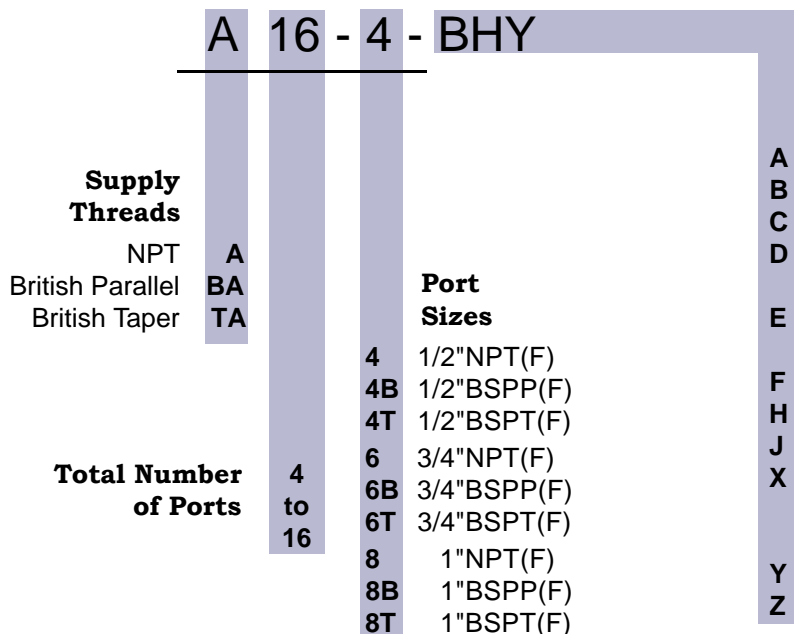 A 16 - 4 - BHY
Supply
Threads
NPT A
British Parallel BA
British Taper TA
Total Number
of Ports
4
to
16
Port
Sizes
4 1/2"NPT(F)
4B 1/2"BSPP(F)
4T 1/2"BSPT(F)
6 3/4"NPT(F)
6B 3/4"BSPP(F)
6T 3/4"BSPT(F)
8 1"NPT(F)
8B 1"BSPP(F)
8T 1"BSPT(F)
A
B
C
D
E
F
H
J
X
Y
Z